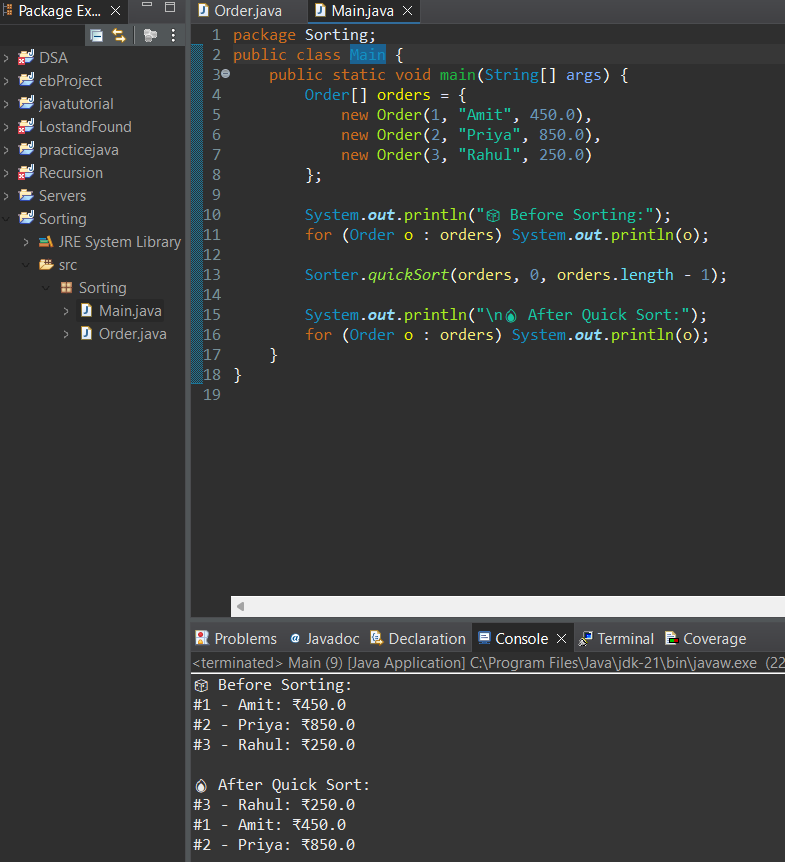 Package Ex...
DSA
ebProject
javatutorial
LostandFound
practicejava
Recursion
Servers
Sorting
JRE System Library
src
Sorting
Main.java
Order.java
Order.java
Main.java
1 package Sorting;
2 public class Main {
3 public static void main(String[] args) {
4 Order[] orders = {
5 new Order(1, "Amit", 450.0),
6 new Order(2, "Priya", 850.0),
7 new Order(3, "Rahul", 250.0)
8 };
9
10 System.out.println("📦 Before Sorting:");
11 for (Order o : orders) System.out.println(o);
12
13 Sorter.quickSort(orders, 0, orders.length - 1);
14
15 System.out.println("\n🔥 After Quick Sort:");
16 for (Order o : orders) System.out.println(o);
17 }
18 }
19
Problems Javadoc Declaration Console Terminal Coverage
<terminated> Main (9) [Java Application] C:\Program Files\Java\jdk-21\bin\javaw.exe (22
📦 Before Sorting:
#1 - Amit: ₹450.0
#2 - Priya: ₹850.0
#3 - Rahul: ₹250.0
🔥 After Quick Sort:
#3 - Rahul: ₹250.0
#1 - Amit: ₹450.0
#2 - Priya: ₹850.0